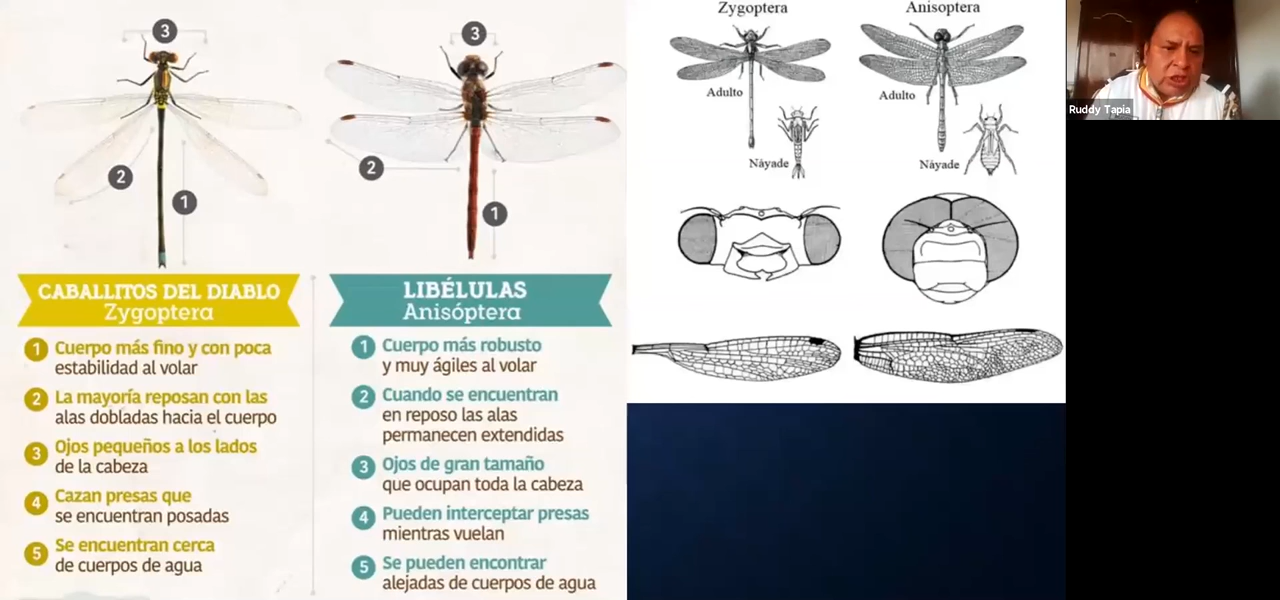 3
2
1
CABALLITOS DEL DIABLO
Zygoptera
1 Cuerpo más fino y con poca
estabilidad al volar
2 La mayoría reposan con las
alas dobladas hacia el cuerpo
3 Ojos pequeños a los lados
de la cabeza
4 Cazan presas que
se encuentran posadas
5 Se encuentran cerca
de cuerpos de agua
3
2
1
LIBÉLULAS
Anisóptera
1 Cuerpo más robusto
y muy ágiles al volar
2 Cuando se encuentran
en reposo las alas
permanecen extendidas
3 Ojos de gran tamaño
que ocupan toda la cabeza
4 Pueden interceptar presas
mientras vuelan
5 Se pueden encontrar
alejadas de cuerpos de agua
Zygoptera
Adulto
Náyade
Anisoptera
Adulto
Náyade
Ruddy Tapia